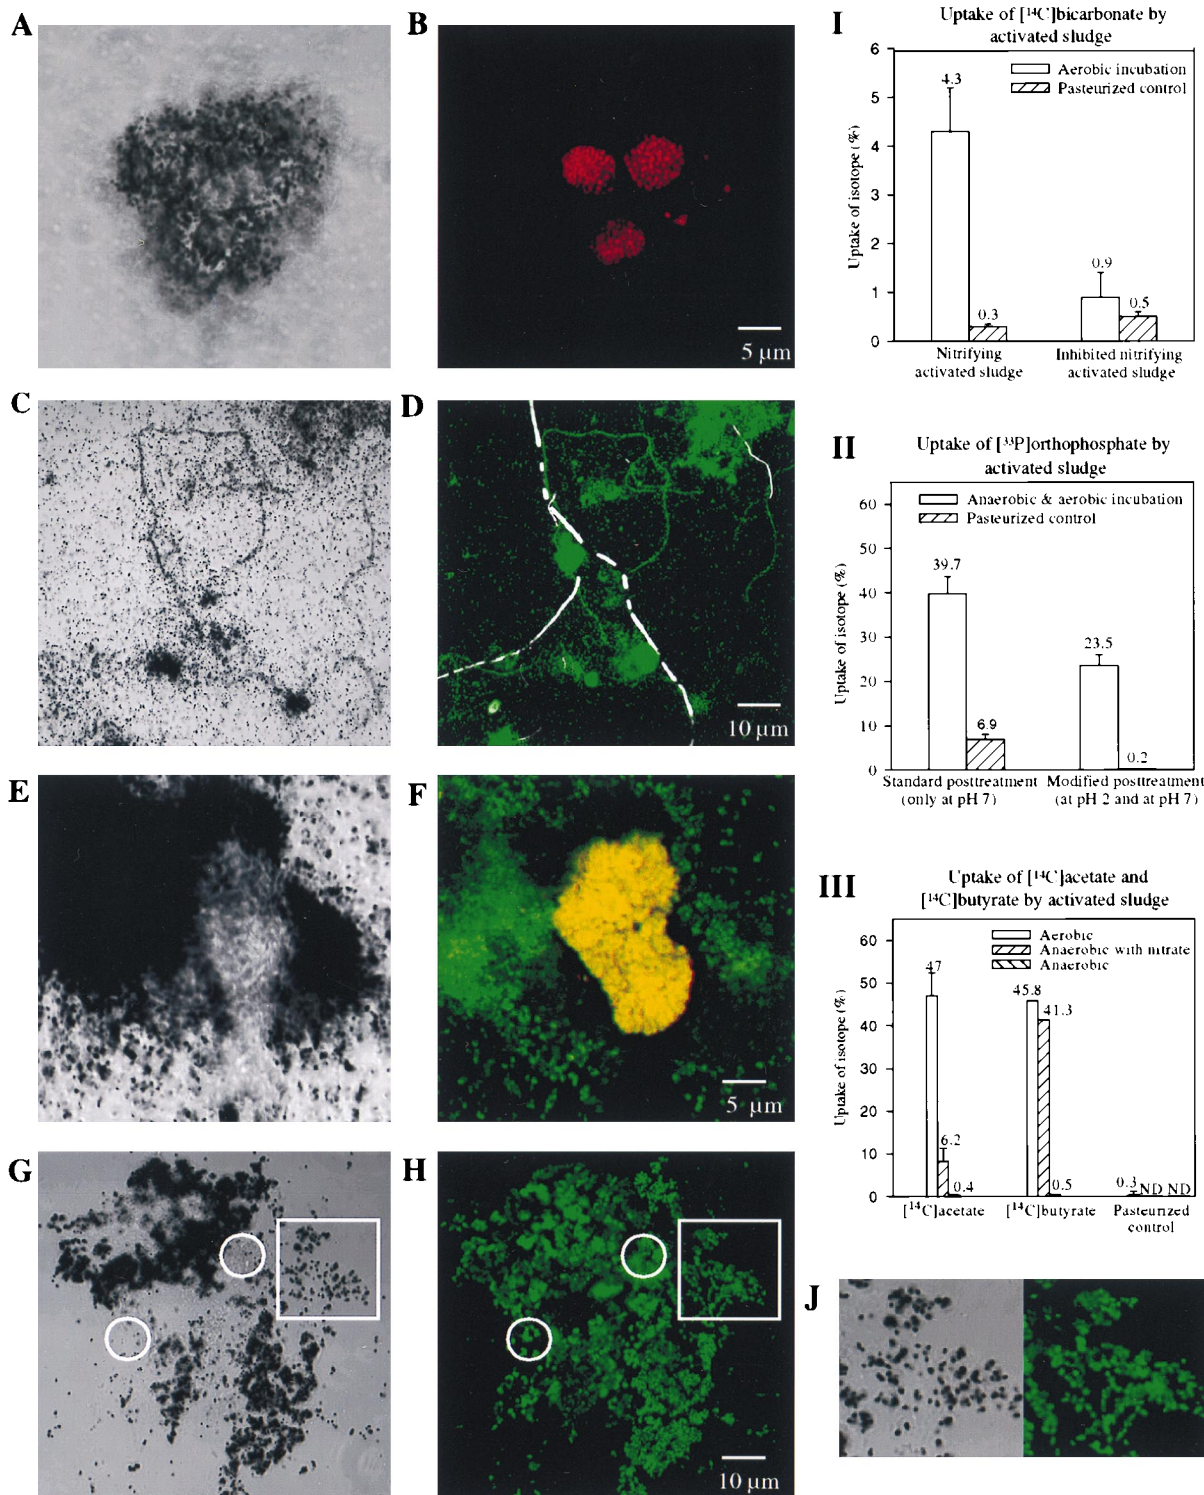 A
B
5 µm
C
D
10 µm
E
F
5 µm
G
H
10 µm
I
Uptake of [¹⁴C]bicarbonate by
activated sludge
Aerobic incubation
Pasteurized control
Uptake of isotope (%)
6
5
4
3
2
1
0
4.3
0.3
0.9
0.5
Nitrifying
activated sludge
Inhibited nitrifying
activated sludge
II
Uptake of [³³P]orthophosphate by
activated sludge
Anaerobic & aerobic incubation
Pasteurized control
Uptake of isotope (%)
60
50
40
30
20
10
0
39.7
6.9
23.5
0.2
Standard posttreatment
(only at pH 7)
Modified posttreatment
(at pH 2 and at pH 7)
III
Uptake of [¹⁴C]acetate and
[¹⁴C]butyrate by activated sludge
Aerobic
Anaerobic with nitrate
Anaerobic
Uptake of isotope (%)
60
50
40
30
20
10
0
47
6.2
0.4
45.8
41.3
0.5
0.3
ND ND
[¹⁴C]acetate
[¹⁴C]butyrate
Pasteurized
control
J